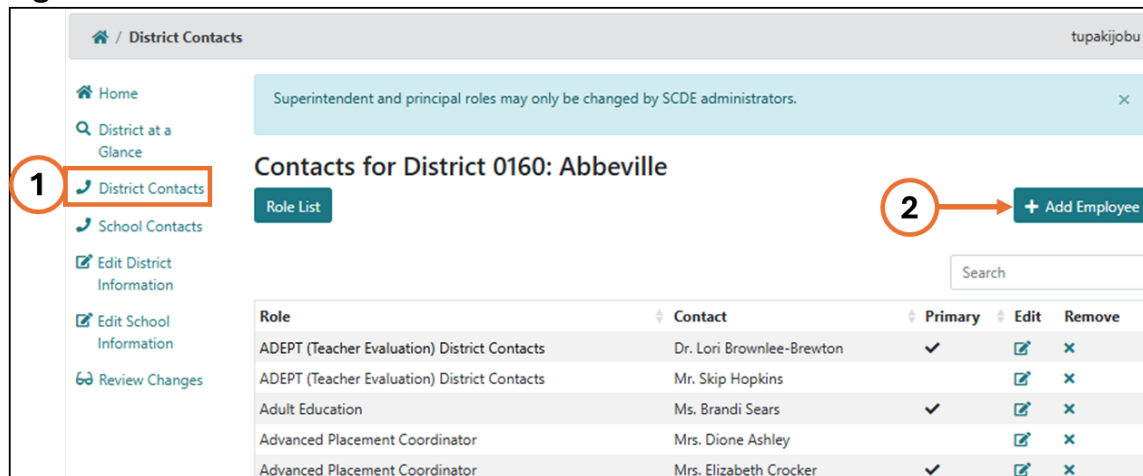 / District Contacts
tupakijobu
Home
District at a
Glance
1
District Contacts
School Contacts
Edit District
Information
Edit School
Information
Review Changes
Superintendent and principal roles may only be changed by SCDE administrators.
×
Contacts for District 0160: Abbeville
Role List
2
+ Add Employee
Search
Role Contact Primary Edit Remove
ADEPT (Teacher Evaluation) District Contacts Dr. Lori Brownlee-Brewton ✓ ×
ADEPT (Teacher Evaluation) District Contacts Mr. Skip Hopkins ×
Adult Education Ms. Brandi Sears ✓ ×
Advanced Placement Coordinator Mrs. Dione Ashley ×
Advanced Placement Coordinator Mrs. Elizabeth Crocker ✓ ×